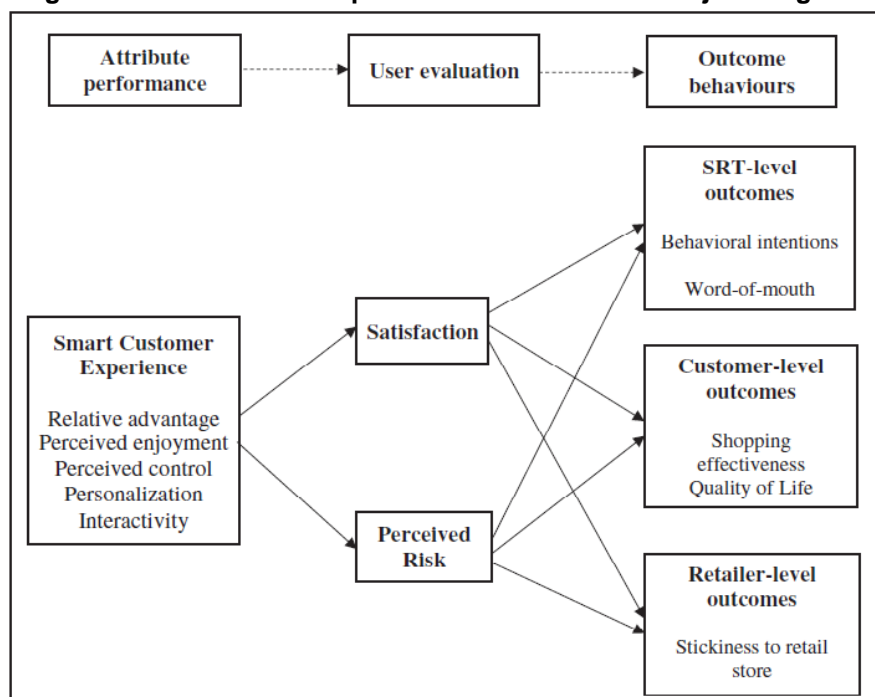 Attribute
performance
User evaluation
Outcome
behaviours
SRT-level
outcomes
Behavioral intentions
Word-of-mouth
Smart Customer
Experience
Relative advantage
Perceived enjoyment
Perceived control
Personalization
Interactivity
Satisfaction
Perceived
Risk
Customer-level
outcomes
Shopping
effectiveness
Quality of Life
Retailer-level
outcomes
Stickiness to retail
store